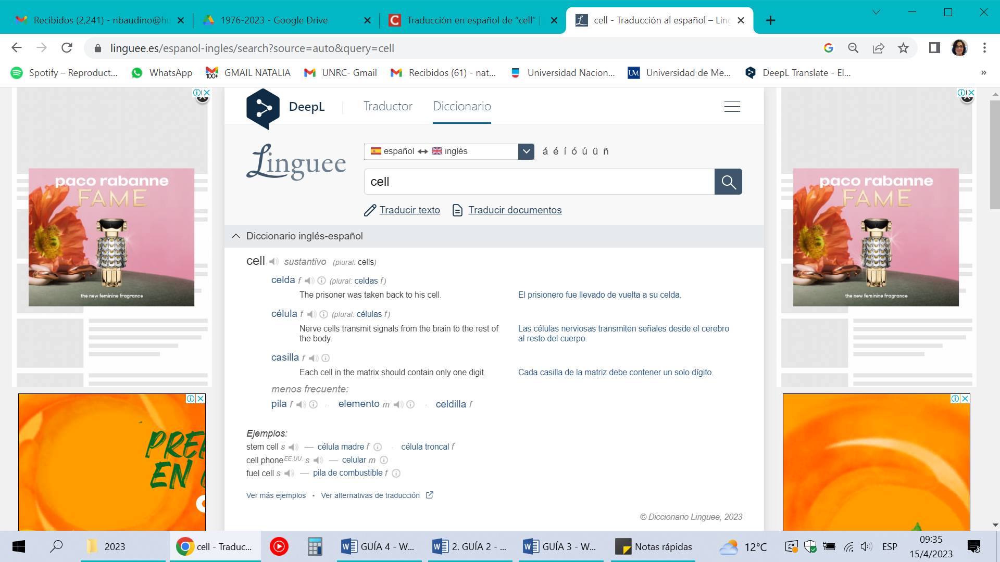 Recibidos (2,241) - nbaudino@hu
1976-2023 - Google Drive
Traducción en español de “cell” |
cell - Traducción al español – Ling
linguee.es/espanol-ingles/search?source=auto&query=cell
Spotify – Reproduct...
WhatsApp
100+
GMAIL NATALIA
UNRC- Gmail
Recibidos (61) - nat...
Universidad Nacion...
UM
Universidad de Me...
DeepL Translate - El...
»
DeepL
Traductor
Diccionario
Linguee
español ↔ inglés
á é í ó ú ü ñ
cell
Traducir texto
Traducir documentos
Diccionario inglés-español
cell sustantivo (plural: cells)
celda f (plural: celdas f)
The prisoner was taken back to his cell.
El prisionero fue llevado de vuelta a su celda.
célula f (plural: células f)
Nerve cells transmit signals from the brain to the rest of
the body.
Las células nerviosas transmiten señales desde el cerebro
al resto del cuerpo.
casilla f
Each cell in the matrix should contain only one digit.
Cada casilla de la matriz debe contener un solo dígito.
menos frecuente:
pila f · elemento m · celdilla f
Ejemplos:
stem cell s — célula madre f · célula troncal f
cell phone EE.UU. s — celular m
fuel cell s — pila de combustible f
Ver más ejemplos • Ver alternativas de traducción
© Diccionario Linguee, 2023
paco rabanne
FAME
the new feminine fragrance
PREP
EN
paco rabanne
FAME
the new feminine fragrance
2023
cell - Traduc...
GUÍA 4 - W...
2. GUÍA 2 - ...
GUÍA 3 - W...
Notas rápidas
12°C
ESP
09:35
15/4/2023